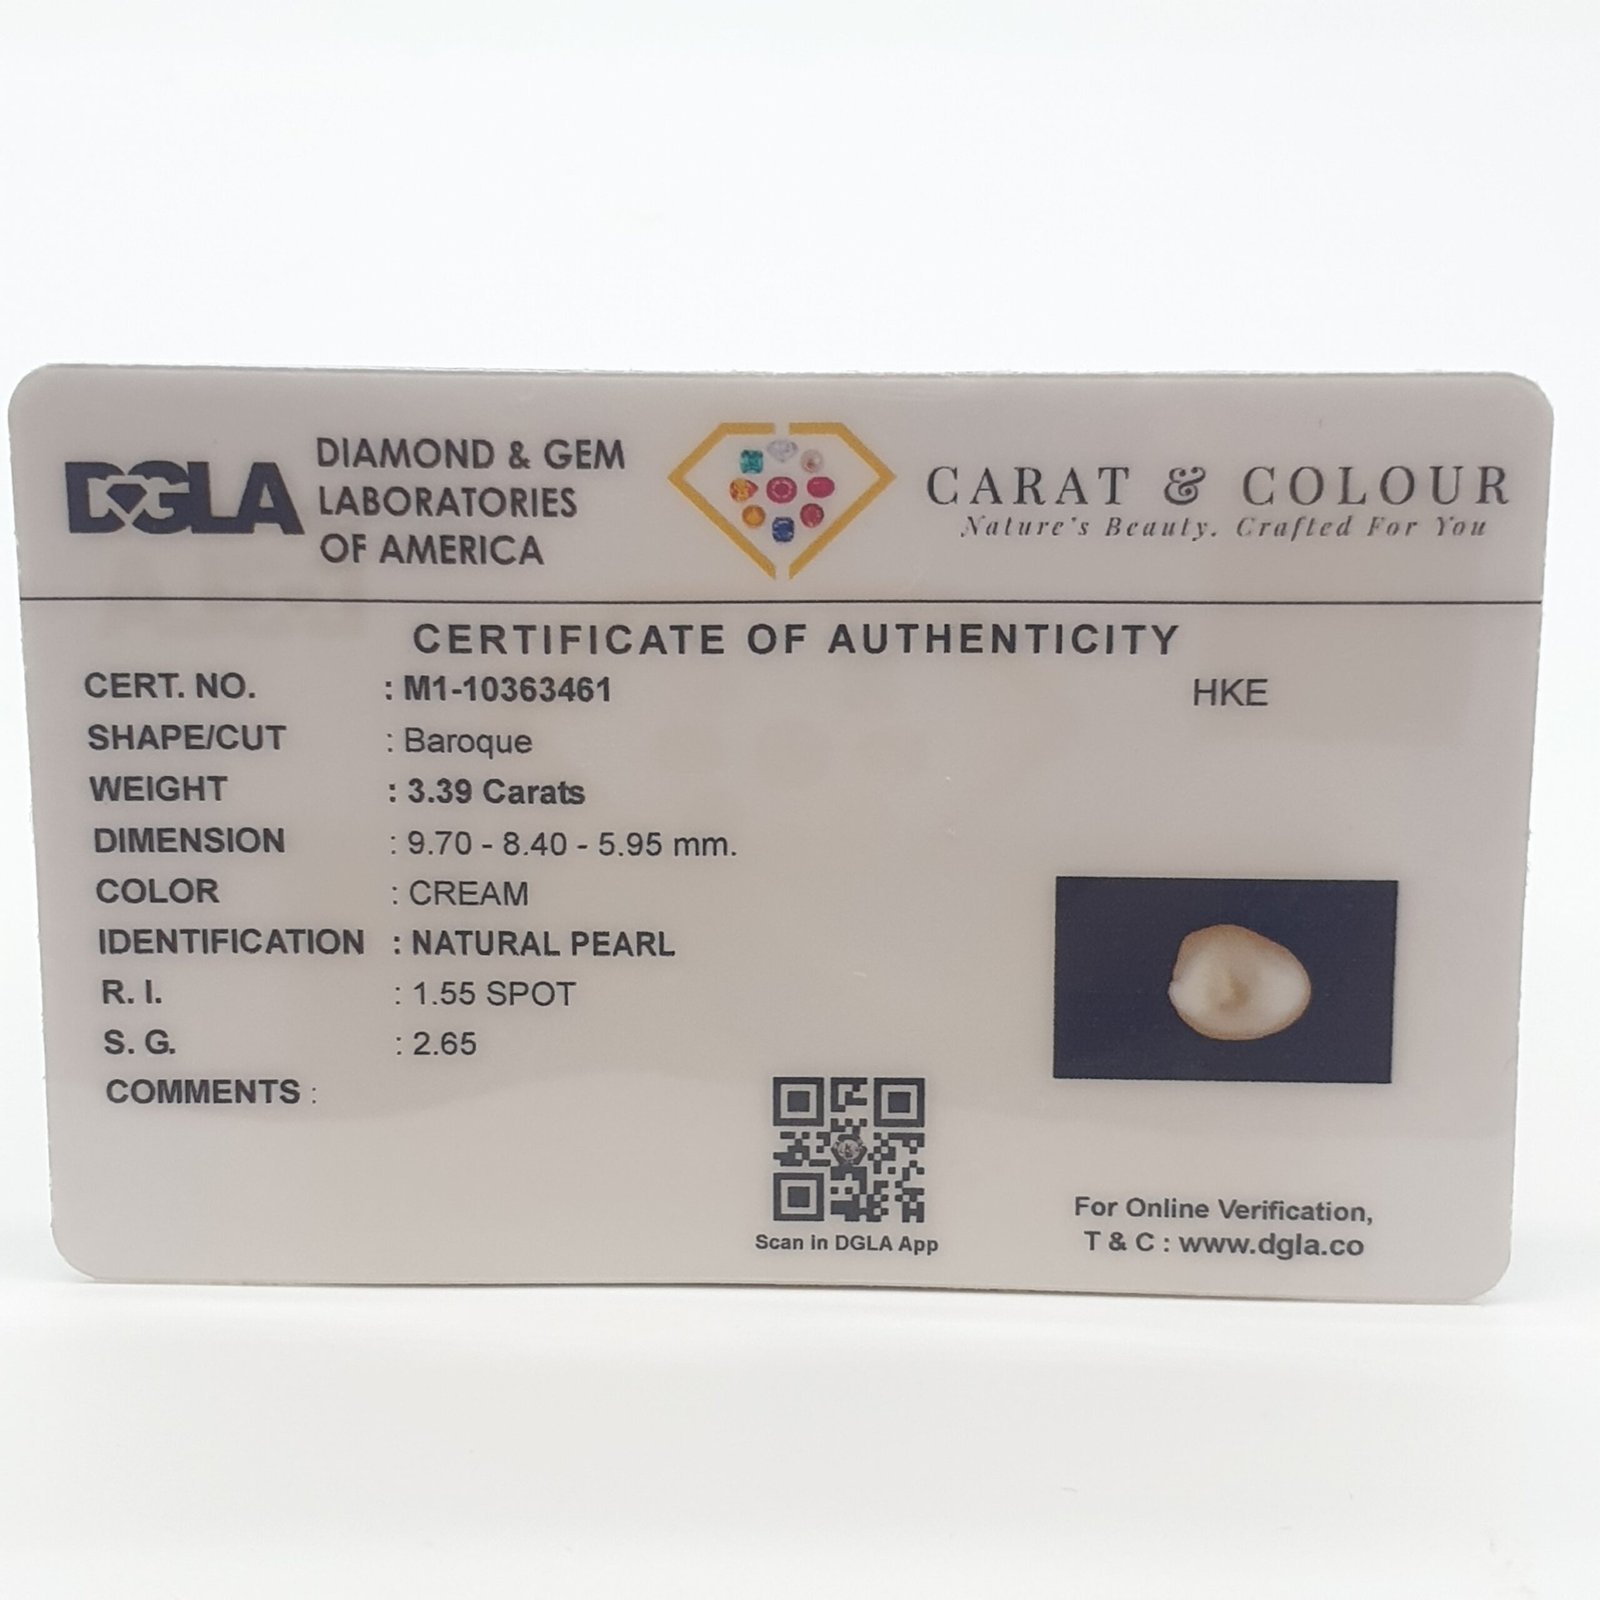 DGLA
DIAMOND & GEM
LABORATORIES
OF AMERICA
CARAT & COLOUR
Nature's Beauty. Crafted For You
CERTIFICATE OF AUTHENTICITY
CERT. NO. : M1-10363461
HKE
SHAPE/CUT : Baroque
WEIGHT : 3.39 Carats
DIMENSION : 9.70 - 8.40 - 5.95 mm.
COLOR : CREAM
IDENTIFICATION : NATURAL PEARL
R. I. : 1.55 SPOT
S. G. : 2.65
COMMENTS :
Scan in DGLA App
For Online Verification,
T & C : www.dgla.co